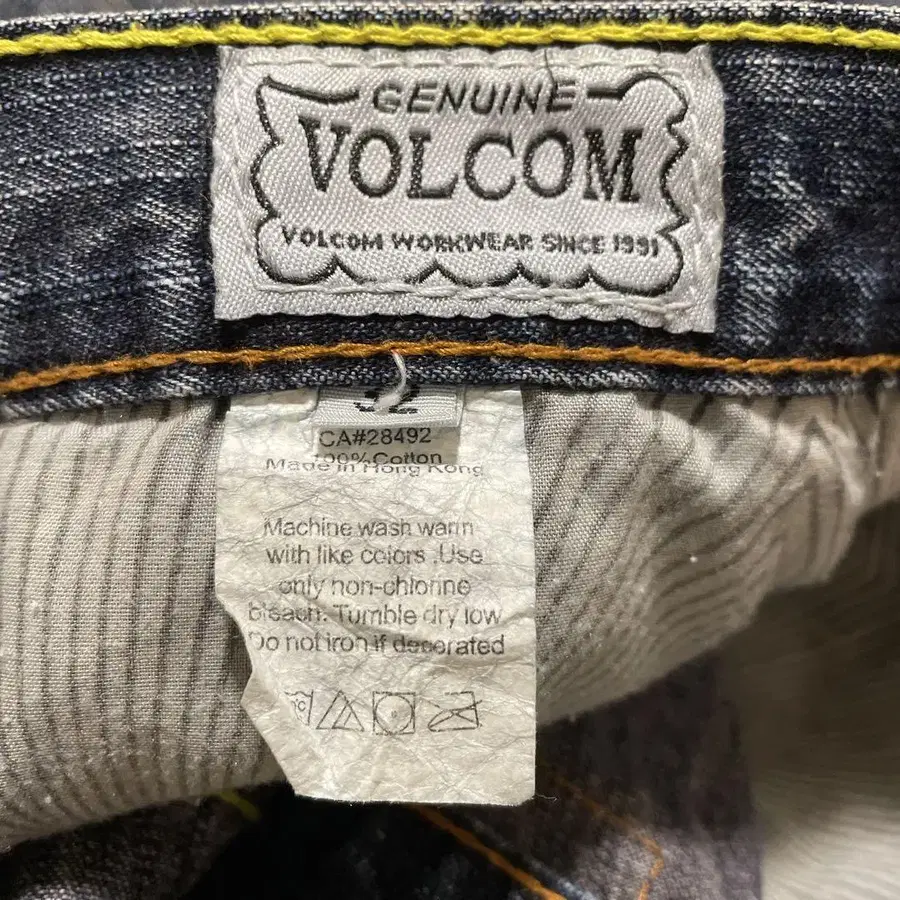 GENUINE
VOLCOM
VOLCOM WORKWEAR SINCE 1991
32
CA#28492
100% Cotton
Made in Hong Kong
Machine wash warm
with like colors .Use
only non-chlorine
bleach. Tumble dry low
Do not iron if decorated
°C